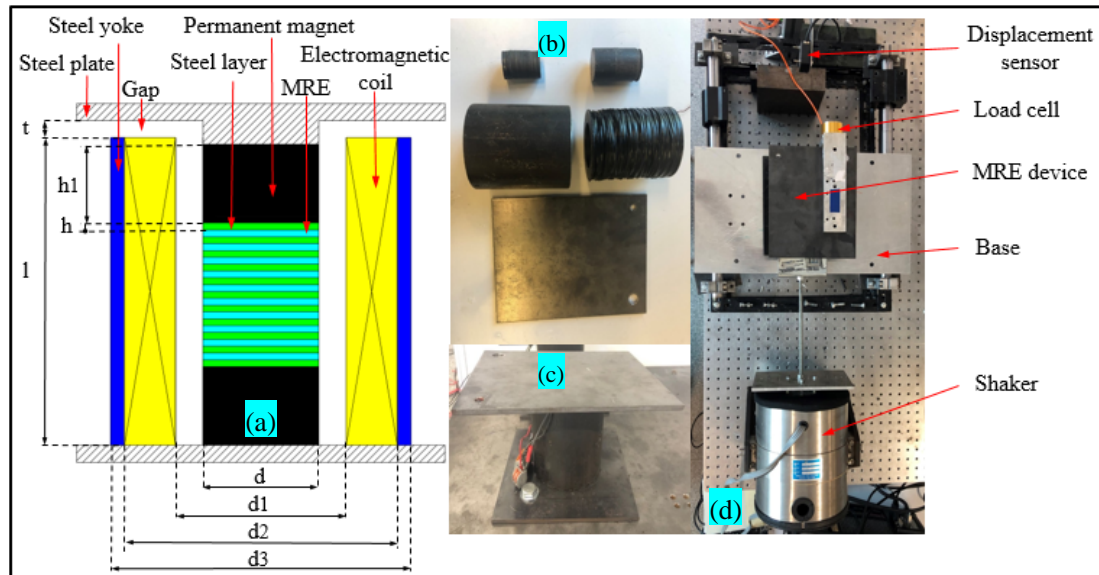 Steel yoke
Permanent magnet
Electromagnetic
coil
Steel plate
Steel layer
Gap
MRE
t
h1
h
l
(a)
d
d1
d2
d3
(b)
(c)
Displacement
sensor
Load cell
MRE device
Base
Shaker
(d)